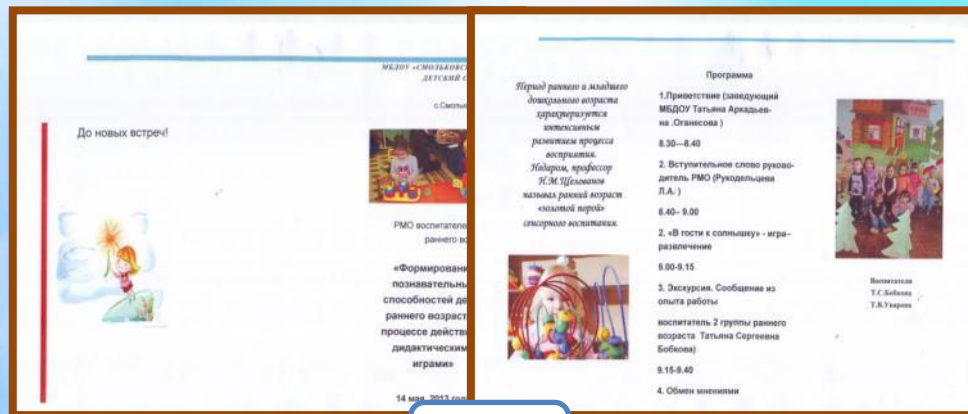 МБДОУ «СМОЛЬКОВС
ДЕТСКИЙ С
с.Смольк
До новых встреч!
РМО воспитателе
раннего во
«Формировани
познавательны
способностей де
раннего возраст
процессе действи
дидактическим
играми»
14 мая 2013 год
Период раннего и младшего
дошкольного возраста
характеризуется
интенсивным
развитием процесса
восприятия.
Недаром, профессор
Н.М.Щелованов
называл ранний возраст
«золотой порой»
сенсорного воспитания.
Программа
1.Приветствие (заведующий
МБДОУ Татьяна Аркадьев-
на .Оганесова )
8.30—8.40
2. Вступительное слово руково-
дитель РМО (Рукодельцева
Л.А. )
8.40– 9.00
2. «В гости к солнышку» - игра–
развлечение
9.00-9.15
3. Экскурсия. Сообщение из
опыта работы
воспитатель 2 группы раннего
возраста Татьяна Сергеевна
Бобкова)
9.15-9.40
4. Обмен мнениями
Воспитатели
Т.С.Бобкова
Т.В.Уварова